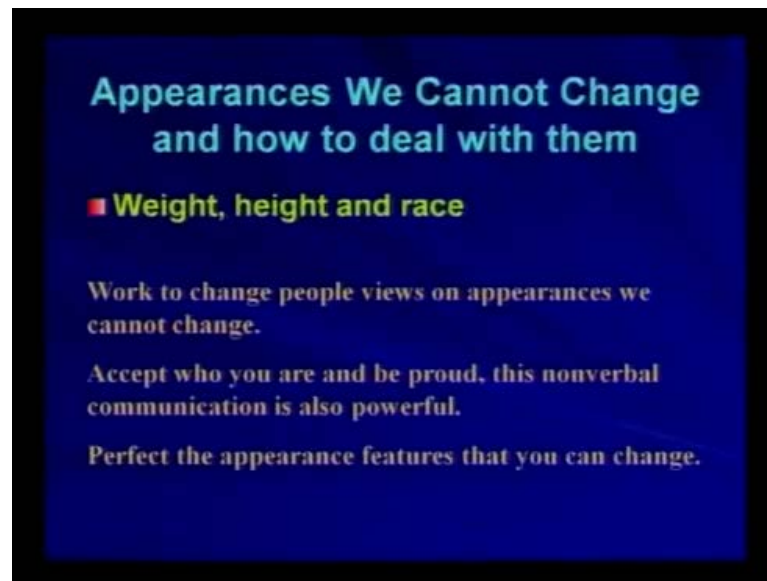 Appearances We Cannot Change
and how to deal with them
Weight, height and race
Work to change people views on appearances we
cannot change.
Accept who you are and be proud, this nonverbal
communication is also powerful.
Perfect the appearance features that you can change.